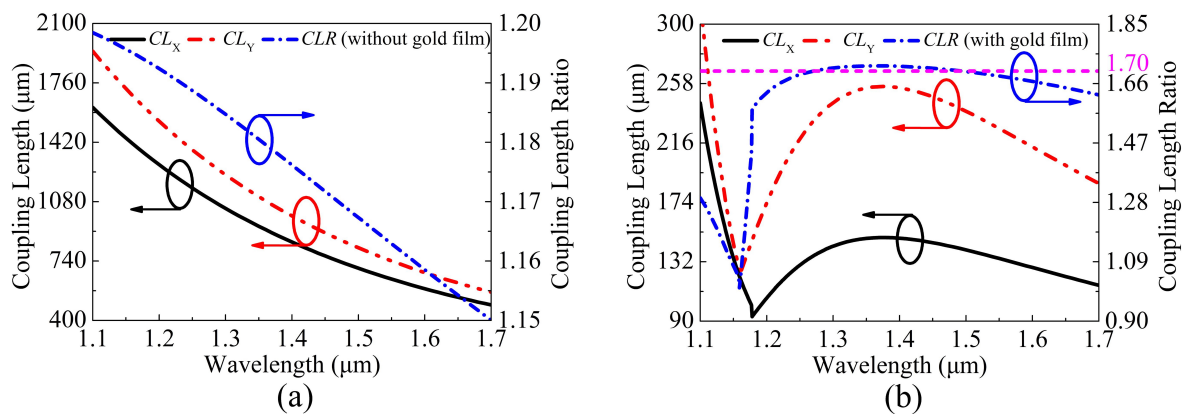 2100
1760
1420
1080
740
400
Coupling Length (μm)
CLX CLY CLR (without gold film)
1.20
1.19
1.18
1.17
1.16
1.15
Coupling Length Ratio
1.1 1.2 1.3 1.4 1.5 1.6 1.7
Wavelength (μm)
(a)
300
258
216
174
132
90
Coupling Length (μm)
CLX CLY CLR (with gold film)
1.85
1.70
1.66
1.47
1.28
1.09
0.90
Coupling Length Ratio
1.1 1.2 1.3 1.4 1.5 1.6 1.7
Wavelength (μm)
(b)